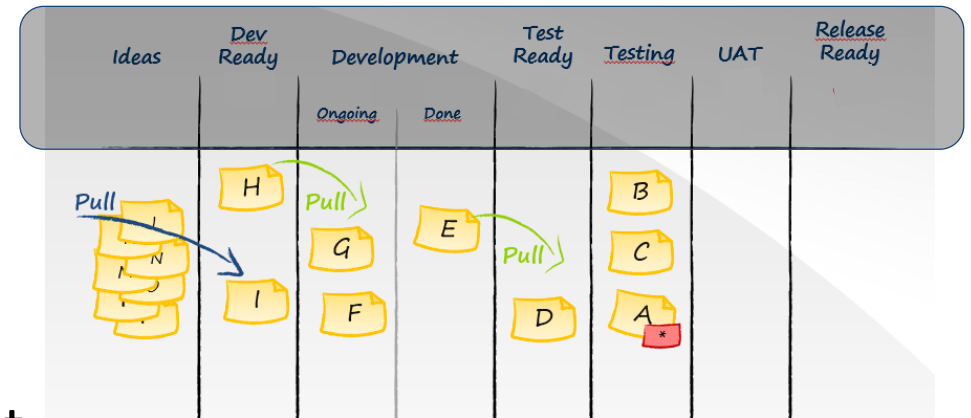 Ideas
Dev
Ready
Development
Ongoing
Done
Test
Ready
Testing
UAT
Release
Ready
Pull
H
Pull
G
F
I
E
Pull
D
B
C
A
*
N